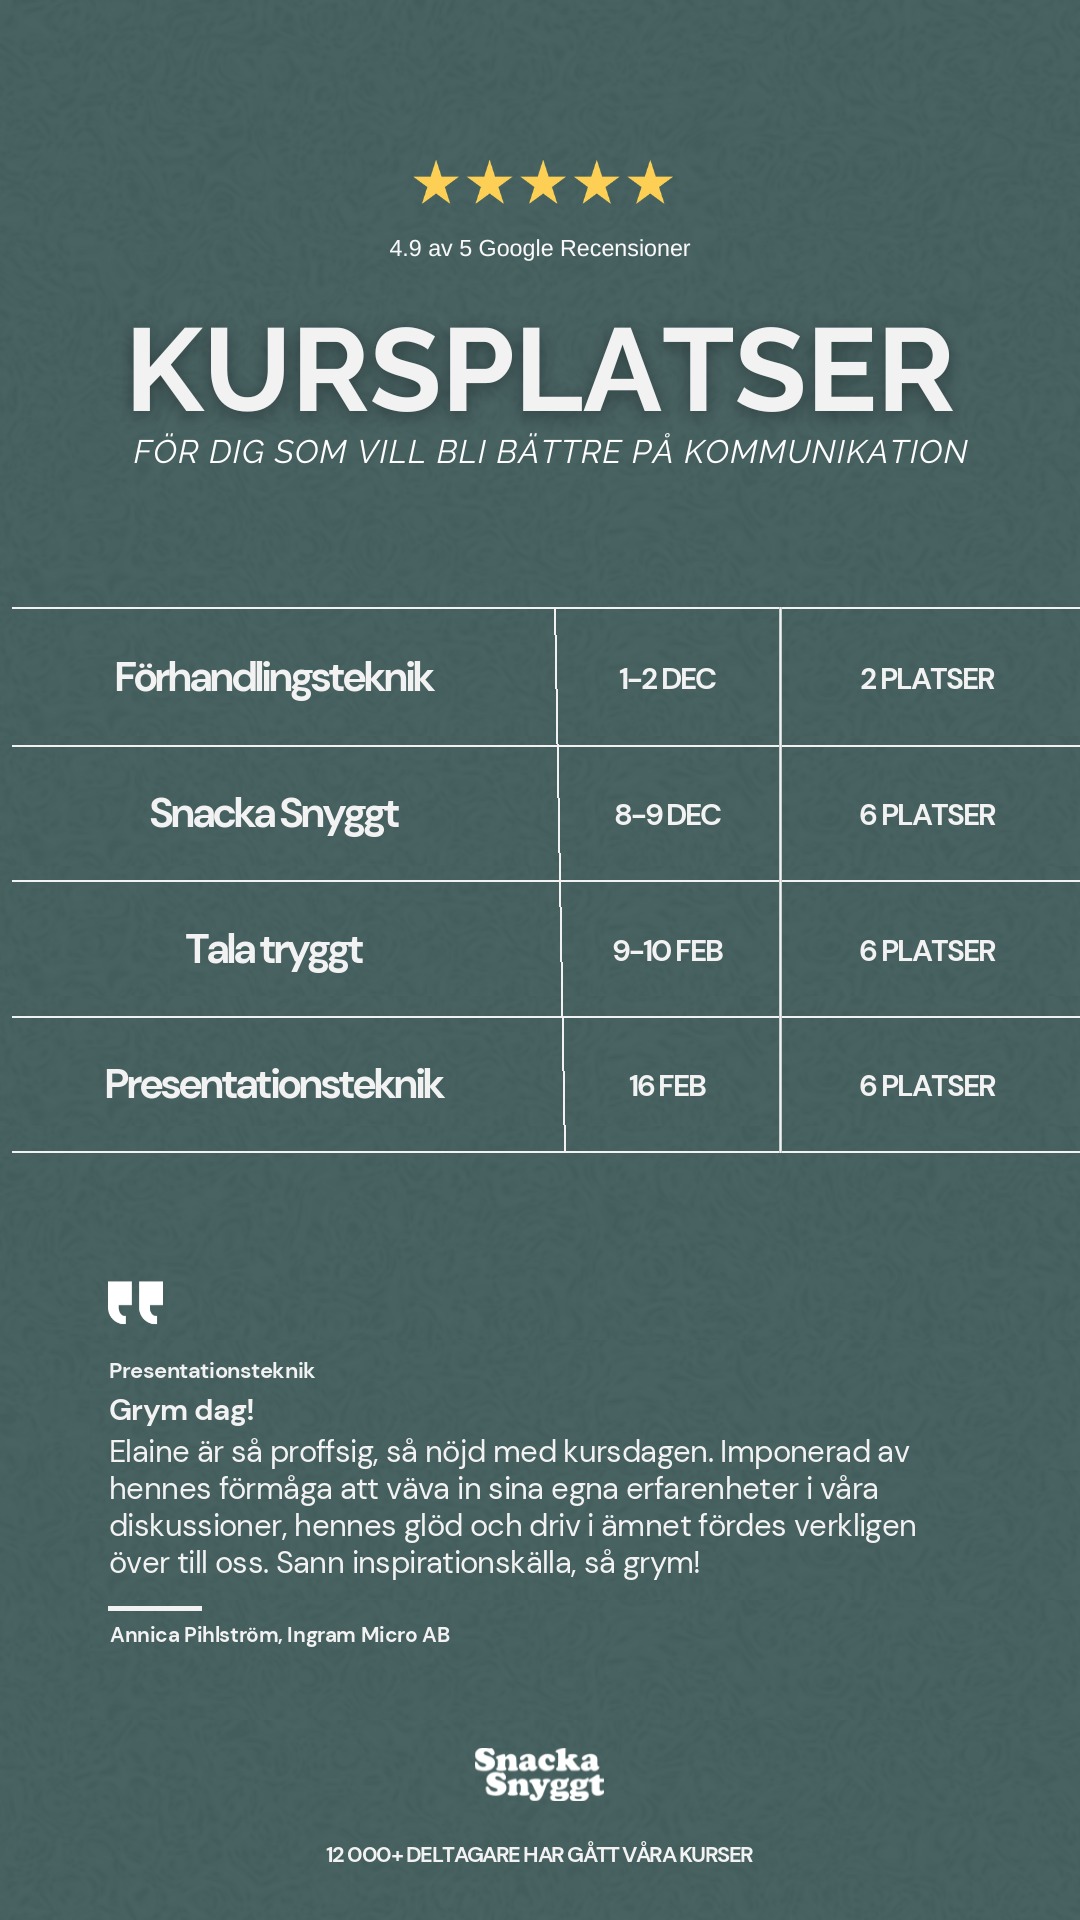 4.9 av 5 Google Recensioner
KURSPLATSER
FÖR DIG SOM VILL BLI BÄTTRE PÅ KOMMUNIKATION
Förhandlingsteknik 1-2 DEC 2 PLATSER
Snacka Snyggt 8-9 DEC 6 PLATSER
Tala tryggt 9-10 FEB 6 PLATSER
Presentationsteknik 16 FEB 6 PLATSER
Presentationsteknik
Grym dag!
Elaine är så proffsig, så nöjd med kursdagen. Imponerad av
hennes förmåga att väva in sina egna erfarenheter i våra
diskussioner, hennes glöd och driv i ämnet fördes verkligen
över till oss. Sann inspirationskälla, så grym!
Annica Pihlström, Ingram Micro AB
Snacka
Snyggt
12 000+ DELTAGARE HAR GÅTT VÅRA KURSER